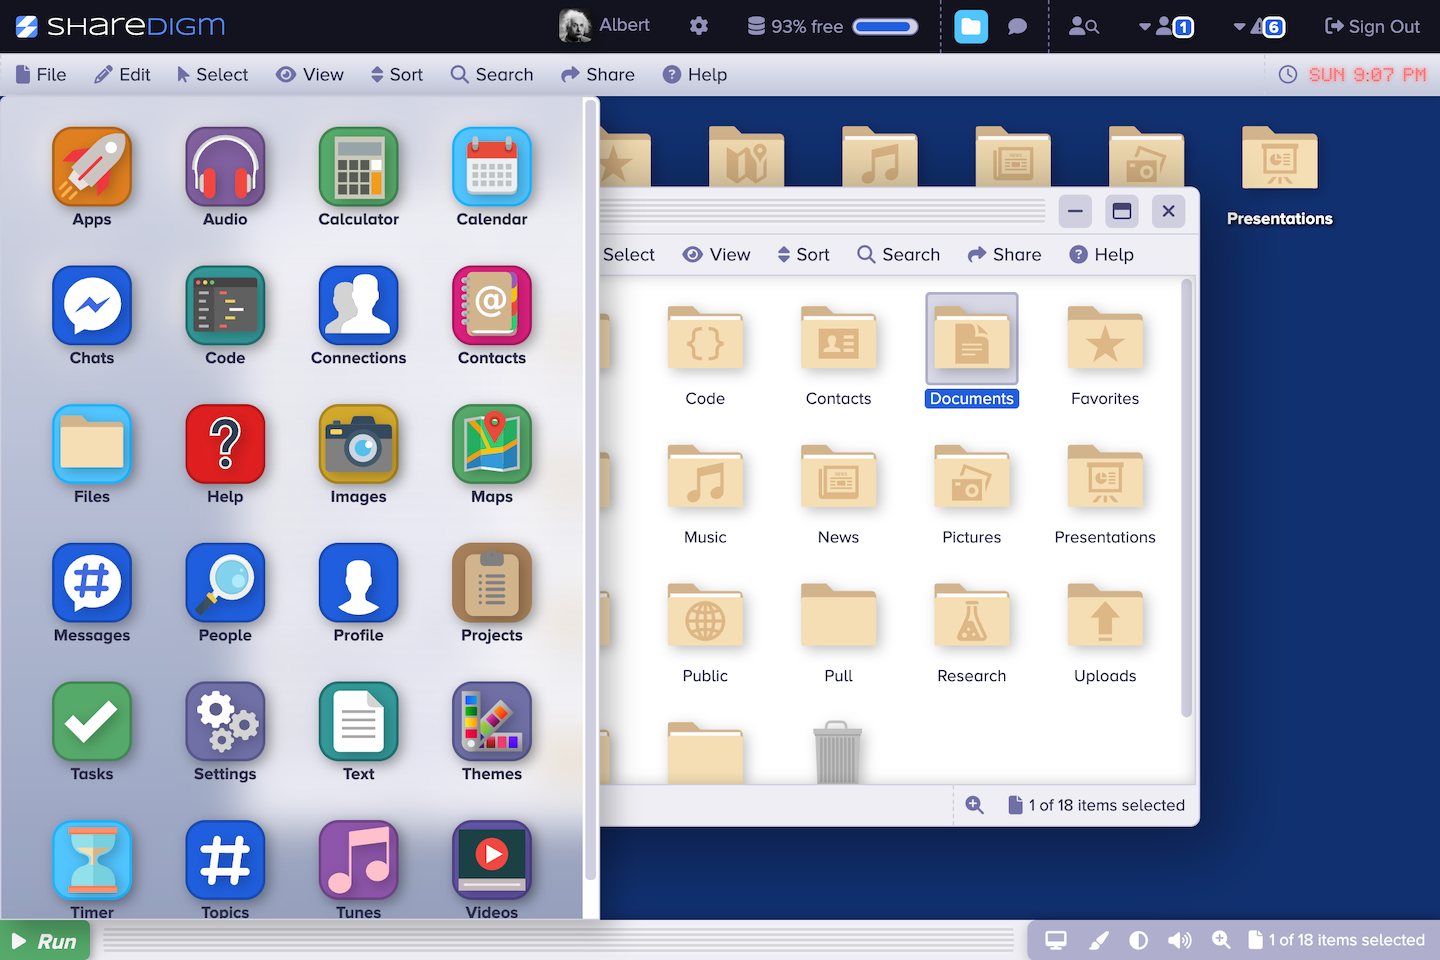 SHAREDIGM
Albert
93% free
1
6
Sign Out
File Edit Select View Sort Search Share Help
SUN 9:07 PM
Apps Audio Calculator Calendar
Chats Code Connections Contacts
Files Help Images Maps
Messages People Profile Projects
Tasks Settings Text Themes
Timer Topics Tunes Videos
Presentations
Select View Sort Search Share Help
Code Contacts Documents Favorites
Music News Pictures Presentations
Public Pull Research Uploads
1 of 18 items selected
Run
1 of 18 items selected